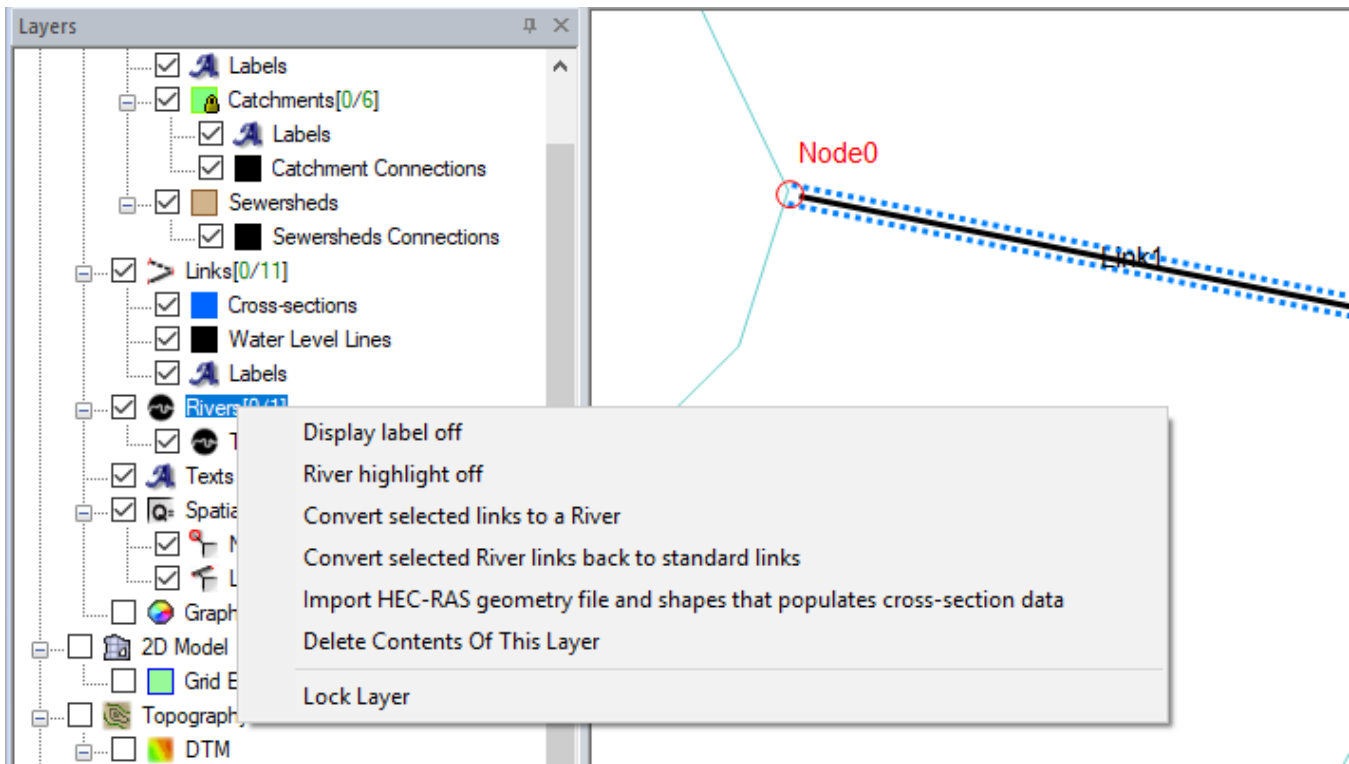 Layers
Labels
Catchments[0/6]
Labels
Catchment Connections
Sewersheds
Sewersheds Connections
Links[0/11]
Cross-sections
Water Level Lines
Labels
Rivers[0/1]
Texts
DTM
2D Model
Node0
Link1
Display label off
River highlight off
Convert selected links to a River
Convert selected River links back to standard links
Import HEC-RAS geometry file and shapes that populates cross-section data
Delete Contents Of This Layer
Lock Layer